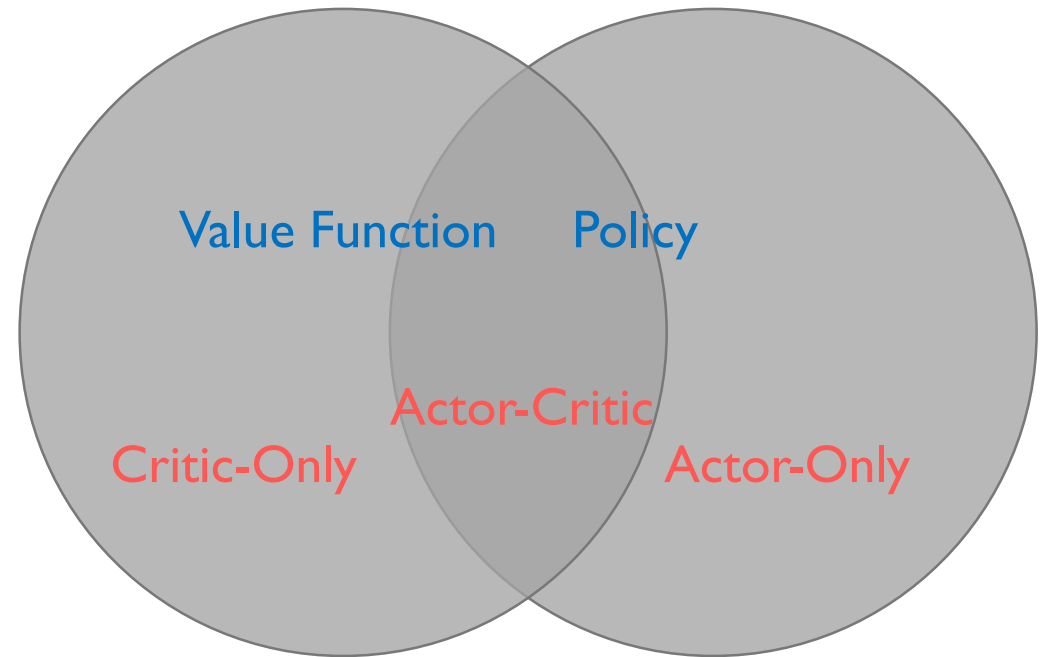 Value Function
Policy
Actor-Critic
Critic-Only
Actor-Only